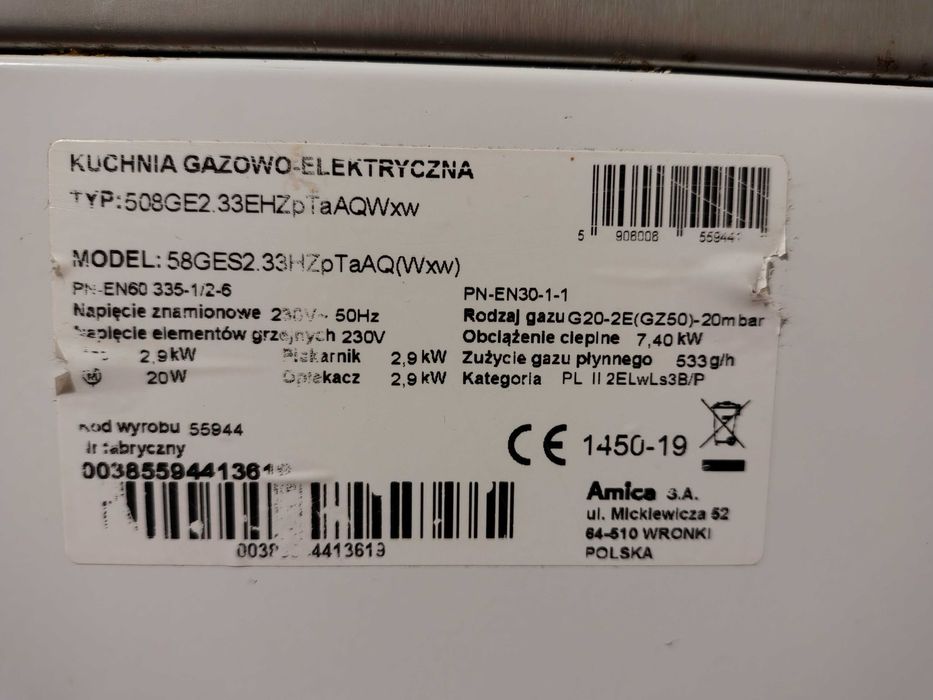 KUCHNIA GAZOWO-ELEKTRYCZNA
TYP: 508GE2.33EHZpTaAQWxw
5 908008 55944
MODEL: 58GES2.33HZpTaAQ(Wxw)
PN-EN60 335-1/2-6
Napięcie znamionowe 230V~ 50Hz
Napięcie elementów grzejnych 230V
2,9 kW Piekarnik 2,9 kW
20W Opiekacz 2,9 kW
PN-EN30-1-1
Rodzaj gazu G20-2E(GZ50)-20mbar
Obciążenie cieplne 7,40 kW
Zużycie gazu płynnego 533 g/h
Kategoria PL II 2ELwLs3B/P
Kod wyrobu 55944
Nr fabryczny
CE 1450-19
Amica S.A.
ul. Mickiewicza 52
64-510 WRONKI
POLSKA